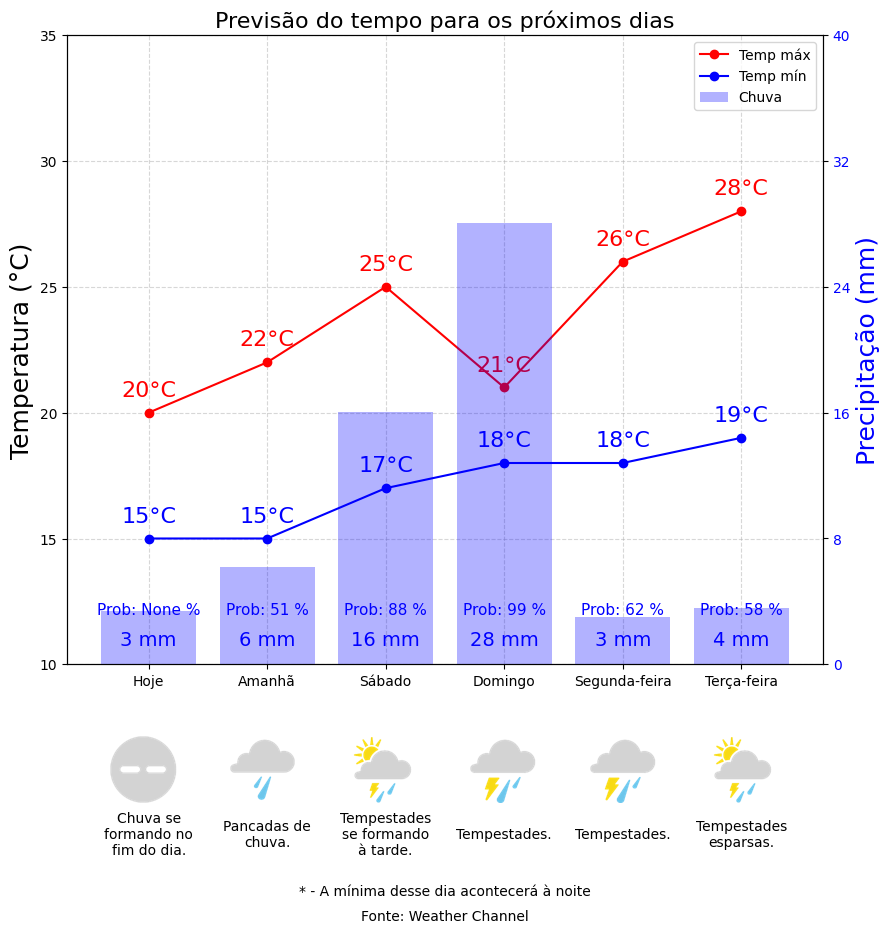 Previsão do tempo para os próximos dias
35
30
25
20
15
10
Temperatura (°C)
40
32
24
16
8
0
Precipitação (mm)
Temp máx
Temp mín
Chuva
20°C
22°C
25°C
21°C
26°C
28°C
15°C
15°C
17°C
18°C
18°C
19°C
Prob: None %
Prob: 51 %
Prob: 88 %
Prob: 99 %
Prob: 62 %
Prob: 58 %
3 mm
6 mm
16 mm
28 mm
3 mm
4 mm
Hoje
Amanhã
Sábado
Domingo
Segunda-feira
Terça-feira
Chuva se
formando no
fim do dia.
Pancadas de
chuva.
Tempestades
se formando
à tarde.
Tempestades.
Tempestades.
Tempestades
esparsas.
* - A mínima desse dia acontecerá à noite
Fonte: Weather Channel